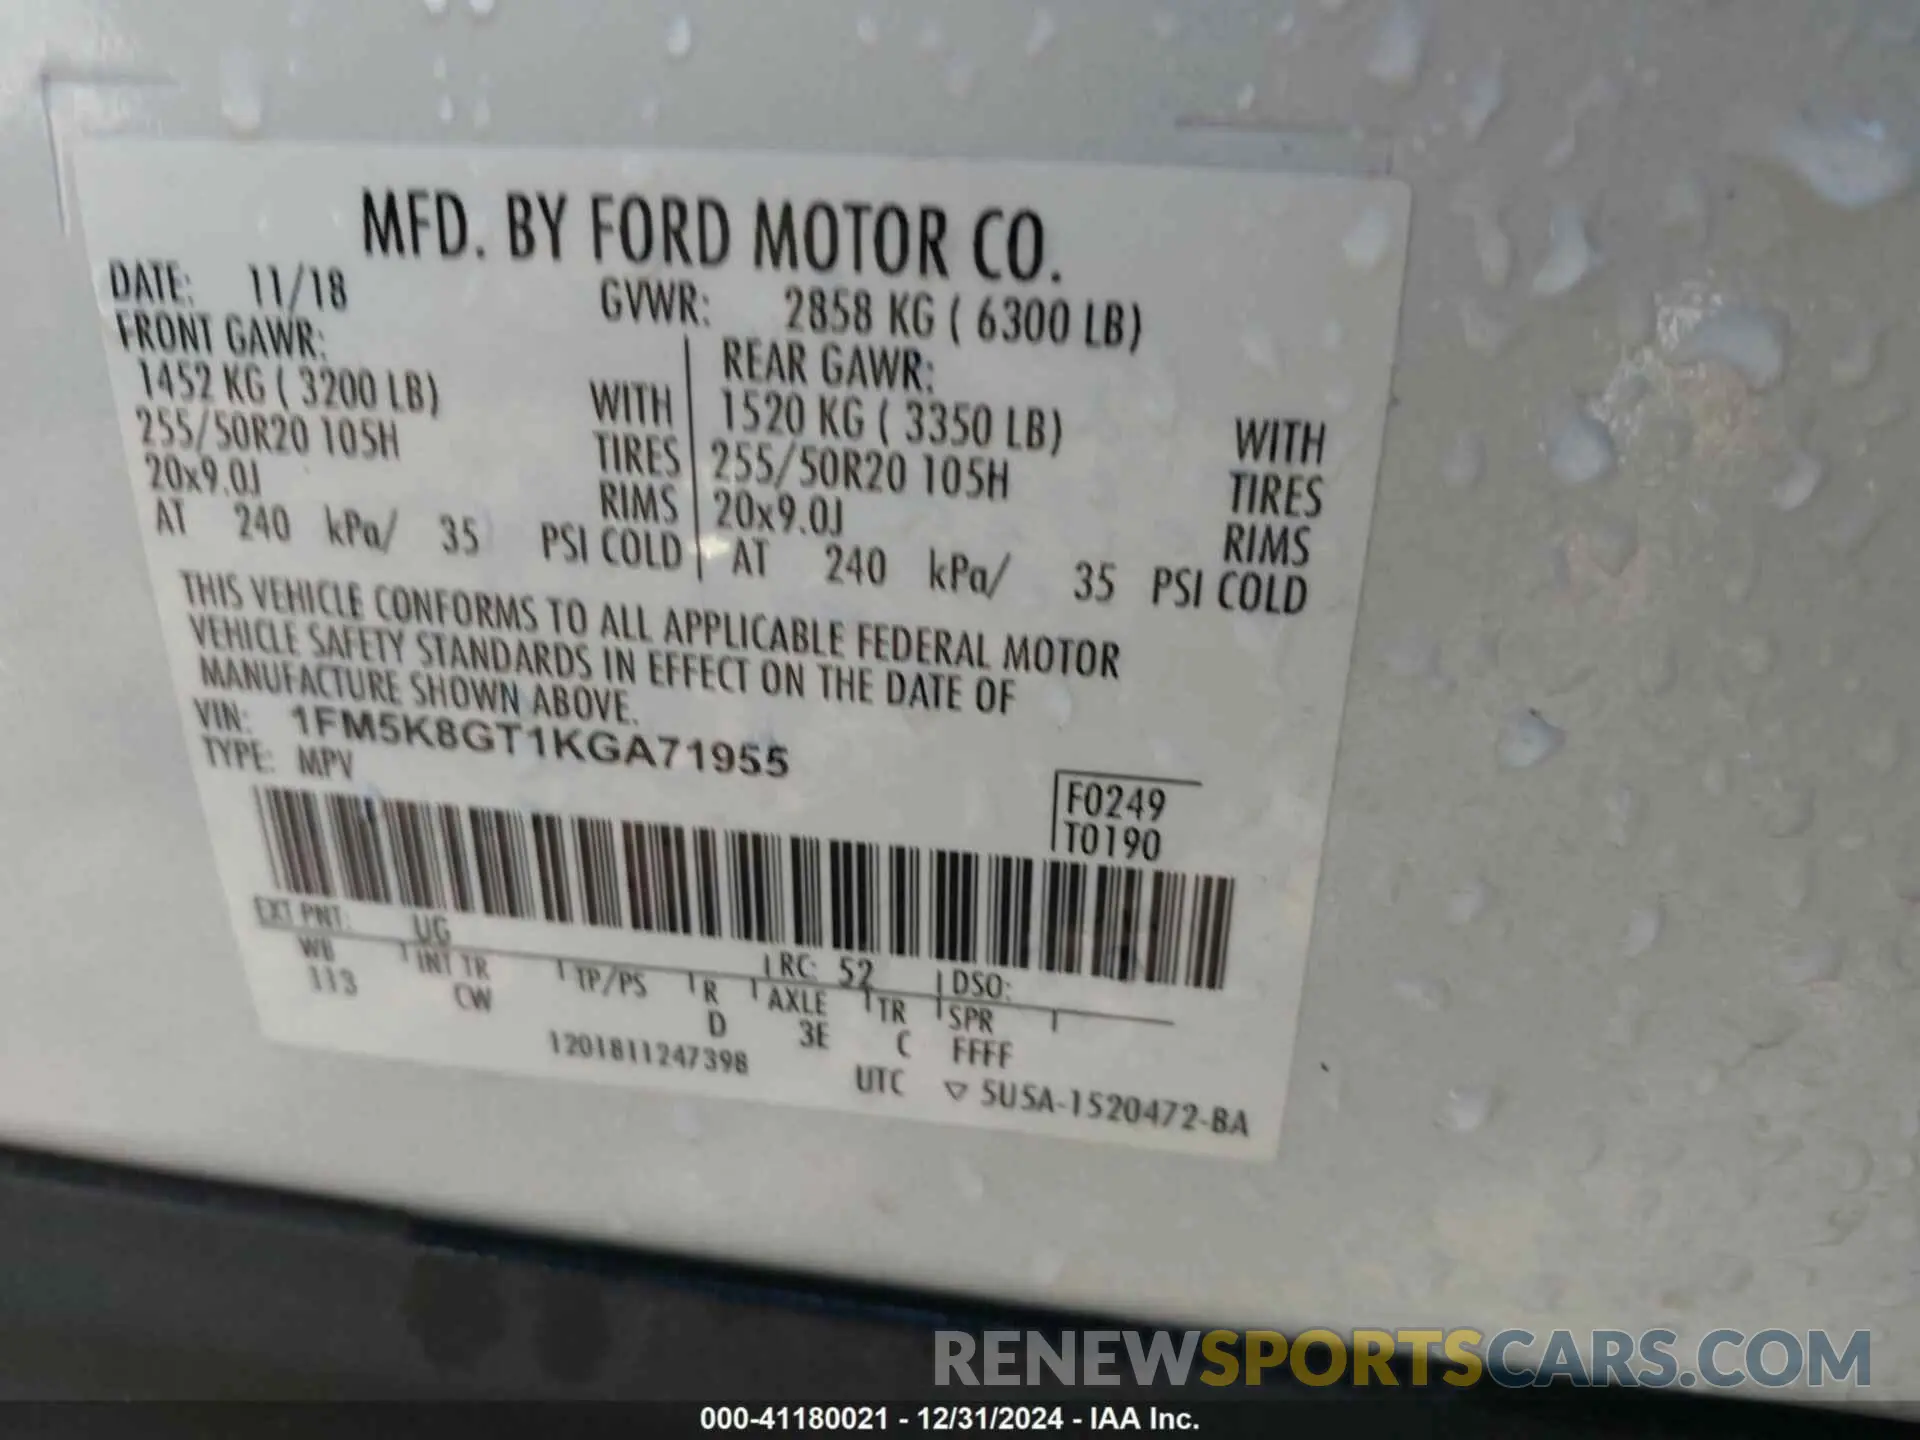 MFD. BY FORD MOTOR CO.
DATE: 11/18 GVWR: 2858 KG ( 6300 LB)
FRONT GAWR: REAR GAWR:
1452 KG ( 3200 LB) WITH 1520 KG ( 3350 LB) WITH
255/50R20 105H TIRES 255/50R20 105H TIRES
20x9.0J RIMS 20x9.0J RIMS
AT 240 kPa/ 35 PSI COLD AT 240 kPa/ 35 PSI COLD
THIS VEHICLE CONFORMS TO ALL APPLICABLE FEDERAL MOTOR
VEHICLE SAFETY STANDARDS IN EFFECT ON THE DATE OF
MANUFACTURE SHOWN ABOVE.
VIN: 1FM5K8GT1KGA71955
TYPE: MPV
F0249
T0190
EXT PNT: UG RC: 52 DSO:
WB INT TR TP/PS R AXLE TR SPR
113 CW D 3E C FFFF
1201811247398 UTC ▽ 5U5A-1520472-BA
RENEWSPORTSCARS.COM
000-41180021 - 12/31/2024 - IAA Inc.